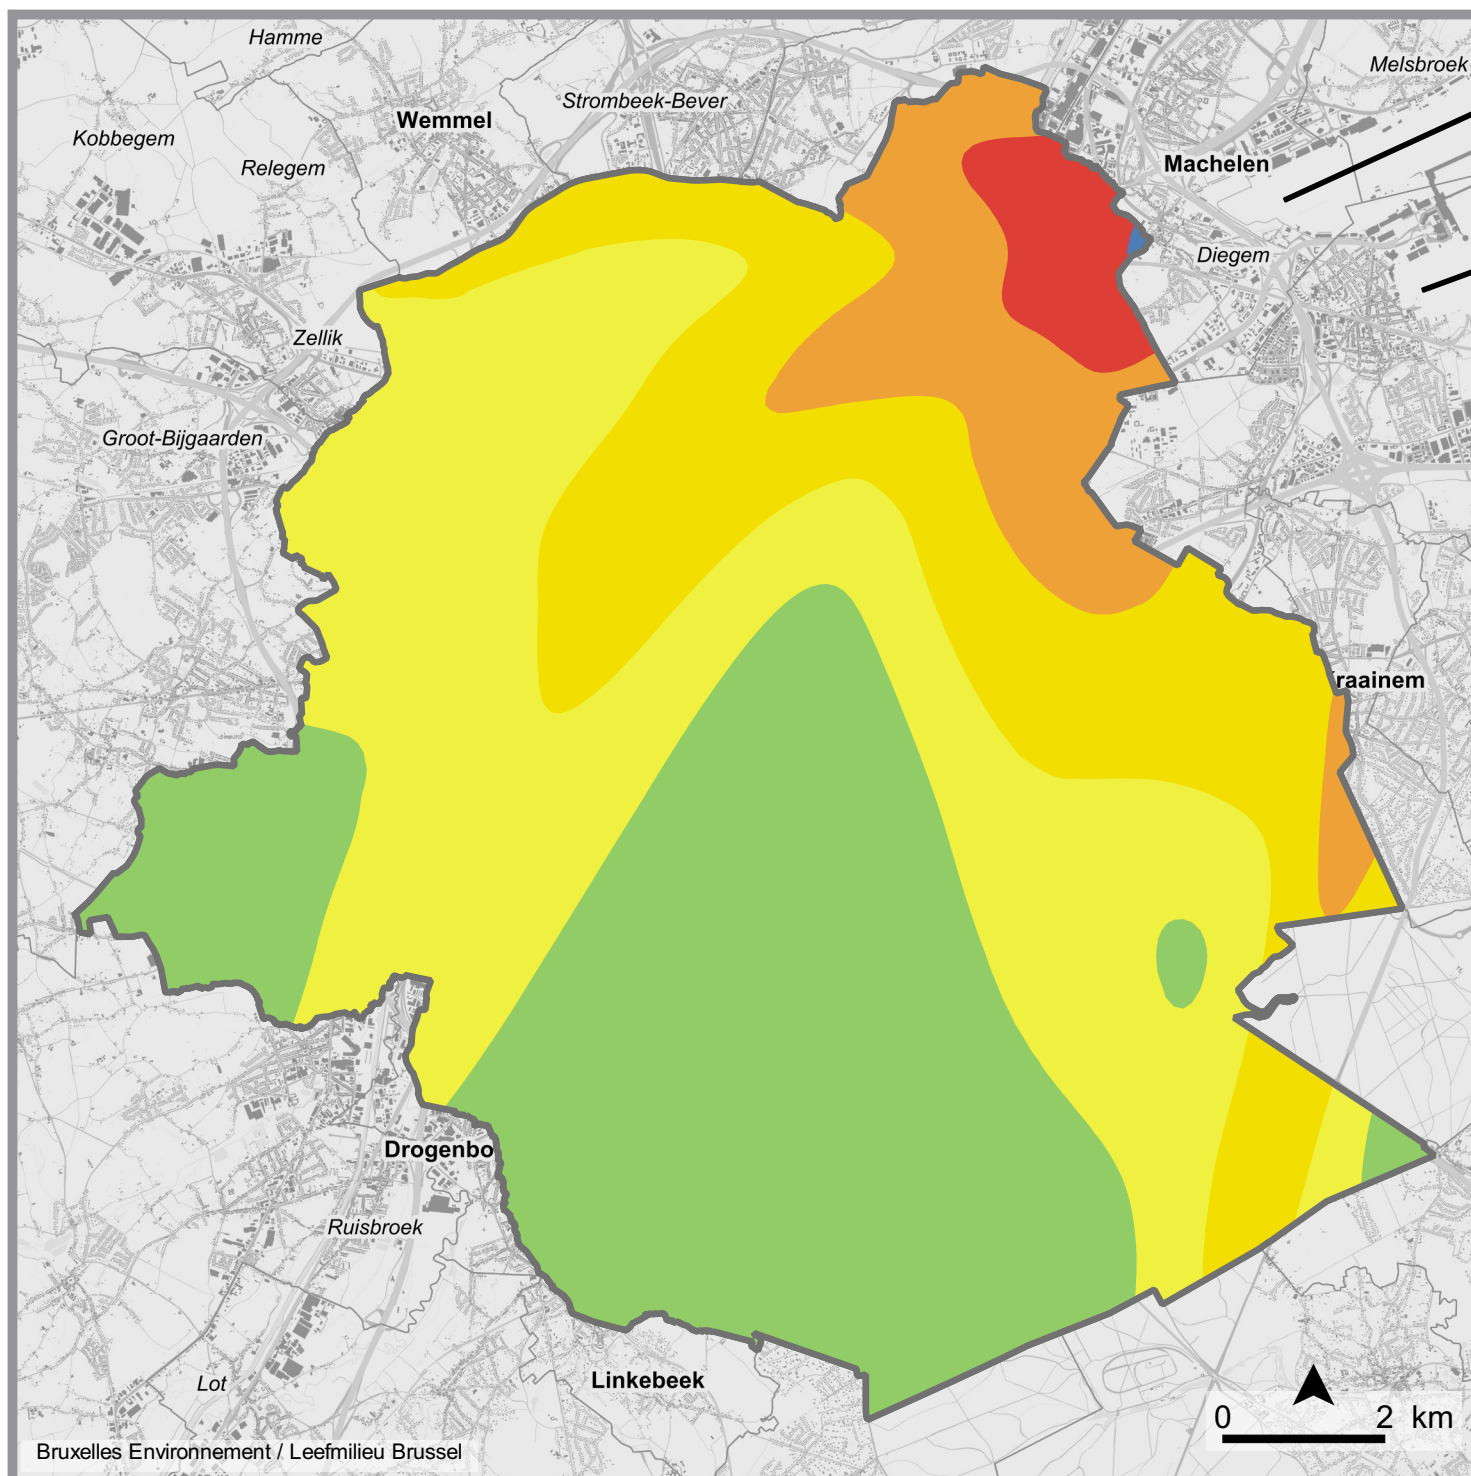 Hamme
Melsbroek
Strombeek-Bever
Wemmel
Kobbegem
Relegem
Machelen
Diegem
Zellik
Groot-Bijgaarden
raainem
Drogenbo
Ruisbroek
Linkebeek
Lot
0 2 km
Bruxelles Environnement / Leefmilieu Brussel